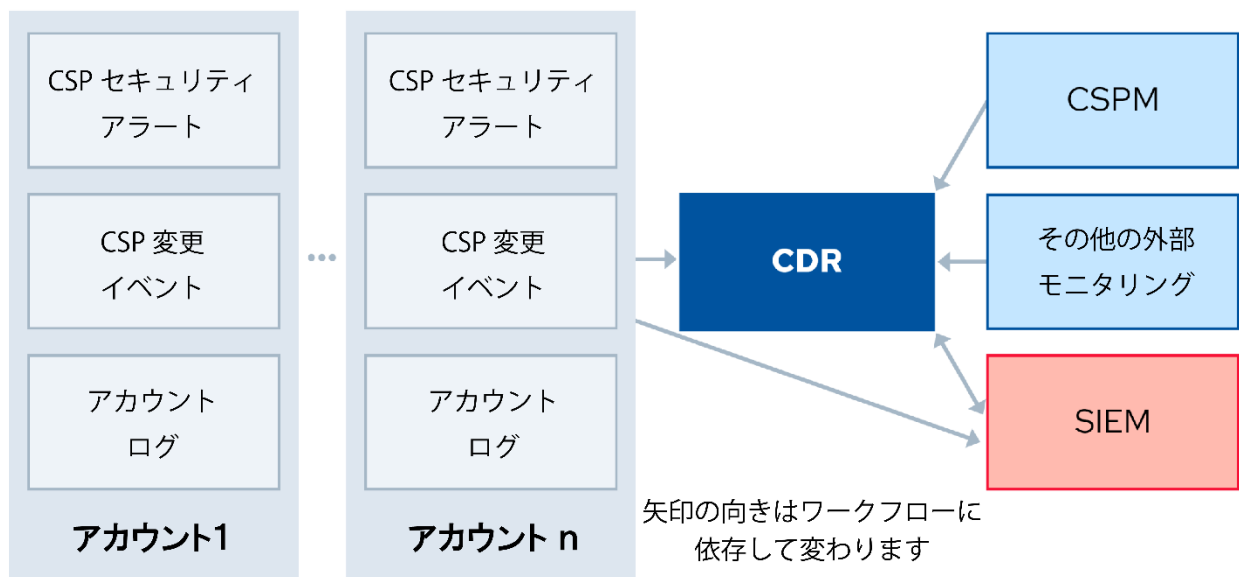 CSP セキュリティ
アラート
CSP 変更
イベント
アカウント
ログ
アカウント1
...
CSP セキュリティ
アラート
CSP 変更
イベント
アカウント
ログ
アカウント n
CDR
CSPM
その他の外部
モニタリング
SIEM
矢印の向きはワークフローに
依存して変わります